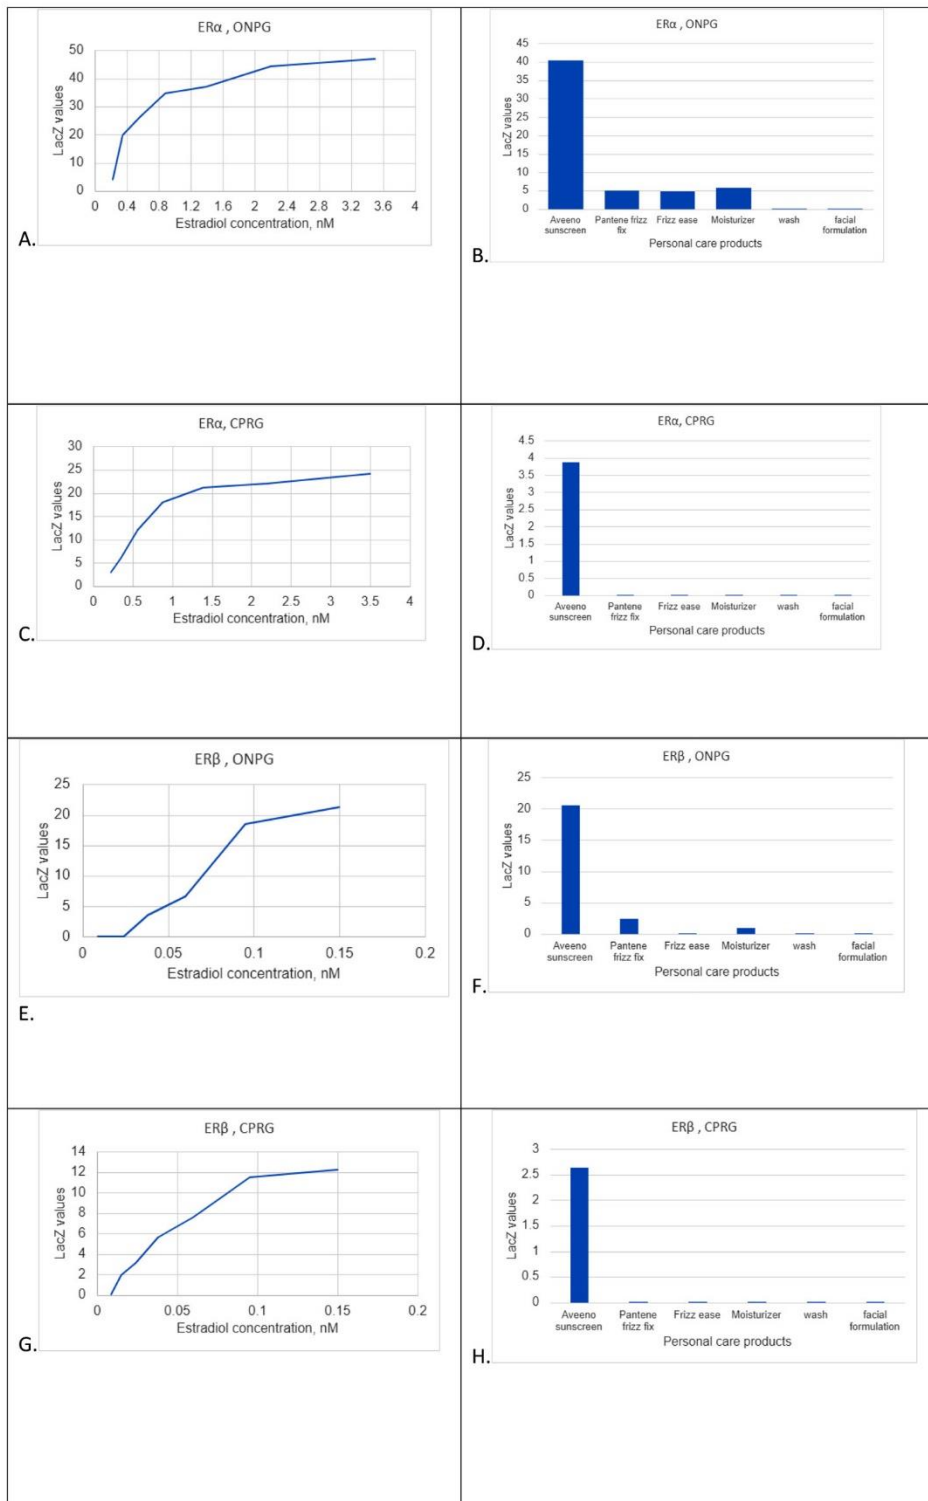 ERα , ONPG
50
40
30
20
10
0
LacZ values
0 0.4 0.8 1.2 1.6 2 2.4 2.8 3.2 3.6 4
Estradiol concentration, nM
A.
ERα , ONPG
45
40
35
30
25
20
15
10
5
0
LacZ values
Aveeno sunscreen
Pantene frizz fix
Frizz ease
Moisturizer
wash
facial formulation
Personal care products
B.
ERα, CPRG
30
25
20
15
10
5
0
LacZ values
0 0.5 1 1.5 2 2.5 3 3.5 4
Estradiol concentration, nM
C.
ERα, CPRG
4.5
4
3.5
3
2.5
2
1.5
1
0.5
0
LacZ values
Aveeno sunscreen
Pantene frizz fix
Frizz ease
Moisturizer
wash
facial formulation
Personal care products
D.
ERβ , ONPG
25
20
15
10
5
0
LacZ values
0 0.05 0.1 0.15 0.2
Estradiol concentration, nM
E.
ERβ , ONPG
25
20
15
10
5
0
LacZ values
Aveeno sunscreen
Pantene frizz fix
Frizz ease
Moisturizer
wash
facial formulation
Personal care products
F.
ERβ , CPRG
14
12
10
8
6
4
2
0
LacZ values
0 0.05 0.1 0.15 0.2
Estradiol concentration, nM
G.
ERβ , CPRG
3
2.5
2
1.5
1
0.5
0
LacZ values
Aveeno sunscreen
Pantene frizz fix
Frizz ease
Moisturizer
wash
facial formulation
Personal care products
H.